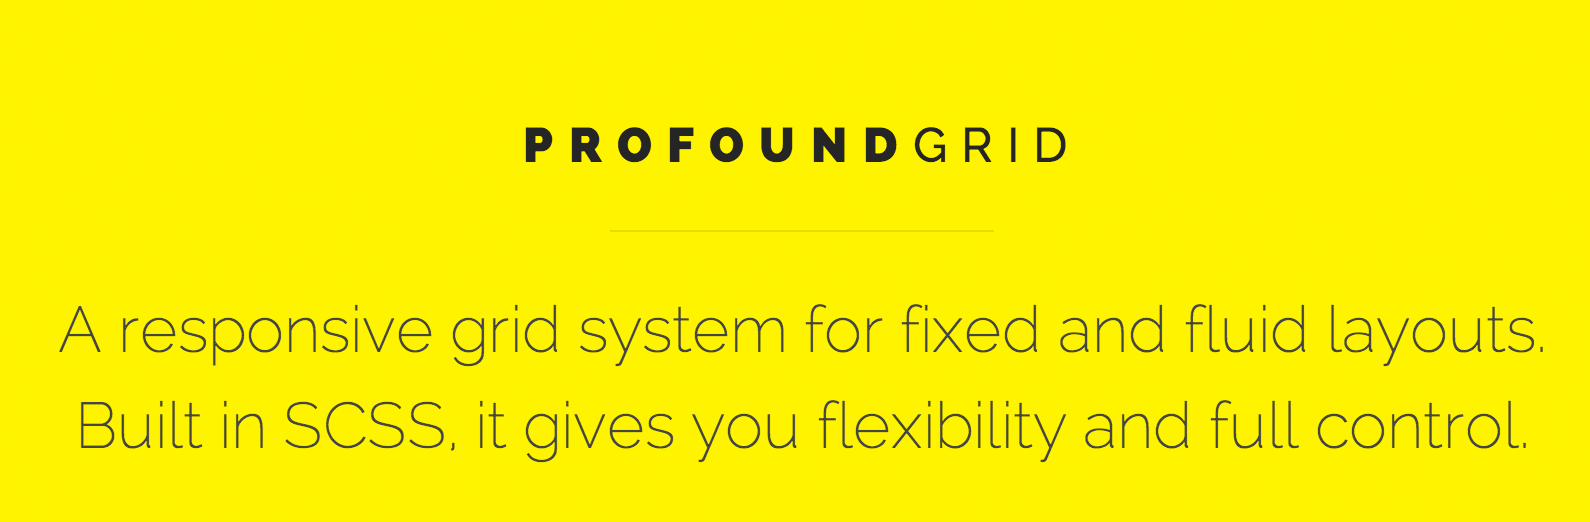 PROFOUNDGRID
A responsive grid system for fixed and fluid layouts.
Built in SCSS, it gives you flexibility and full control.